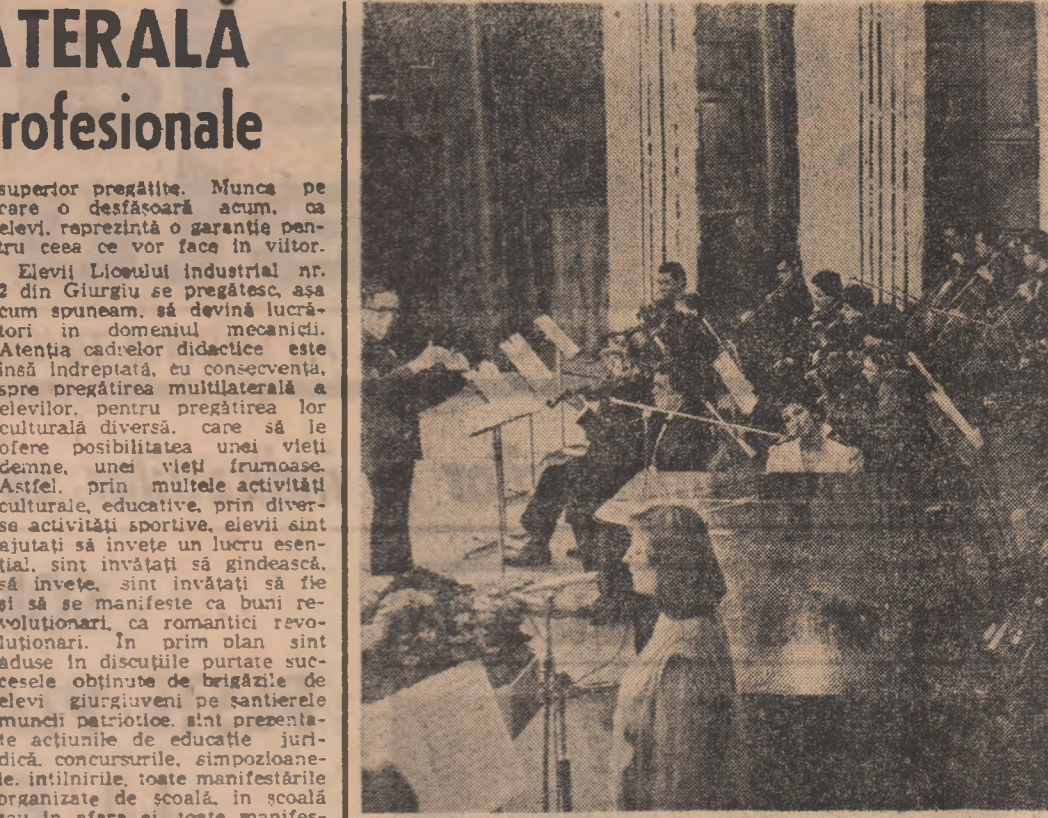 ATERALĂ
rofesionale
superior pregătite. Munca pe
care o desfășoară acum, ca
elevi, reprezintă o garanție pen-
tru ceea ce vor face în viitor.
Elevii Liceului industrial nr.
2 din Giurgiu se pregătesc, așa
cum spuneam, să devină lucră-
tori în domeniul mecanicii.
Atenția cadrelor didactice este
însă îndreptată, cu consecvență,
spre pregătirea multilaterală a
elevilor, pentru pregătirea lor
culturală diversă, care să le
ofere posibilitatea unei vieți
demne, unei vieți frumoase.
Astfel, prin multele activități
culturale, educative, prin diver-
se activități sportive, elevii sînt
ajutați să învețe un lucru esen-
țial, sînt învățați să gîndească,
să învețe, sînt învățați să fie
și să se manifeste ca buni re-
voluționari, ca romantici revo-
luționari. În prim plan sînt
aduse în discuțiile purtate suc-
cesele obținute de brigăzile de
elevi giurgiuveni pe șantierele
muncii patriotice, sînt prezenta-
te acțiunile de educație juri-
dică, concursurile, simpozioane-
le, întîlnirile, toate manifestările
organizate de școală, în școală
sau în afara ei, toate manifes-